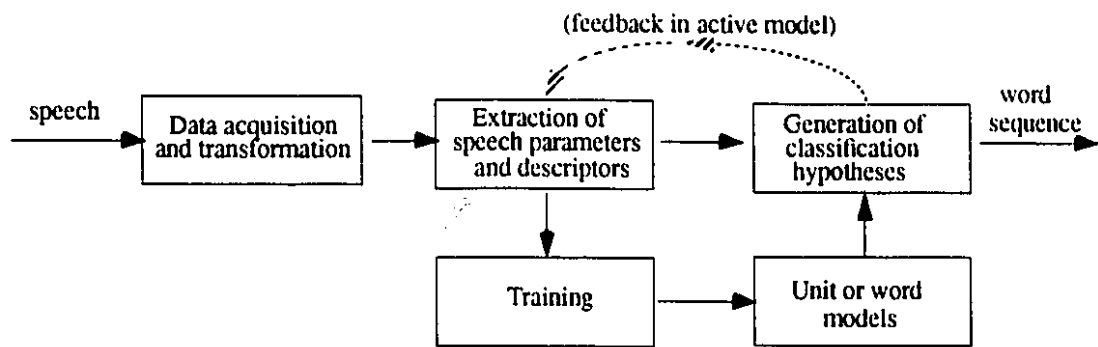 (feedback in active model)
speech
Data acquisition
and transformation
Extraction of
speech parameters
and descriptors
Generation of
classification
hypotheses
word
sequence
Training
Unit or word
models